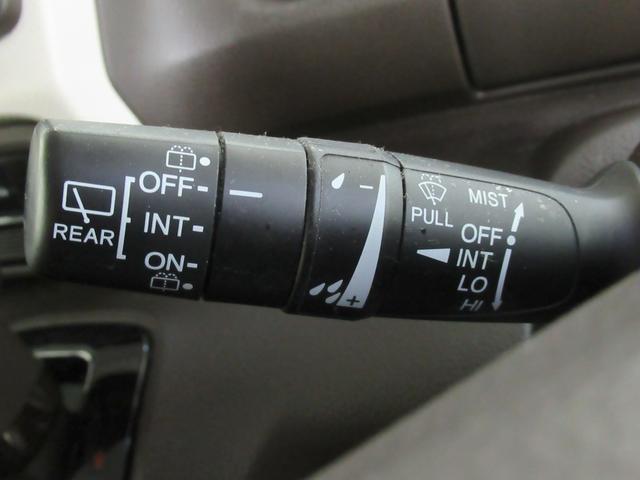 REAR
OFF
INT
ON
PULL
MIST
OFF
INT
LO
HI